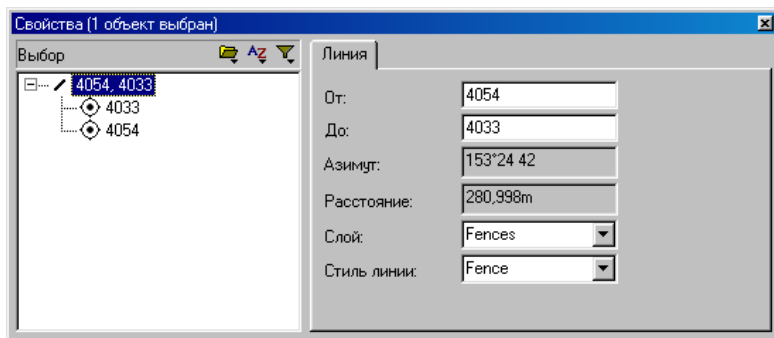 Свойства (1 объект выбран)
Выбор
4054, 4033
4033
4054
Линия
От: 4054
До: 4033
Азимут: 153°24 42
Расстояние: 280,998m
Слой: Fences
Стиль линии: Fence